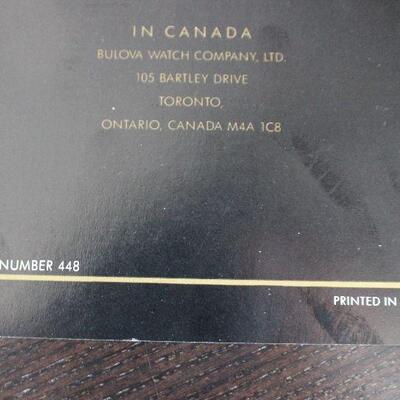 IN CANADA
BULOVA WATCH COMPANY, LTD.
105 BARTLEY DRIVE
TORONTO,
ONTARIO, CANADA M4A 1C8
NUMBER 448
PRINTED IN